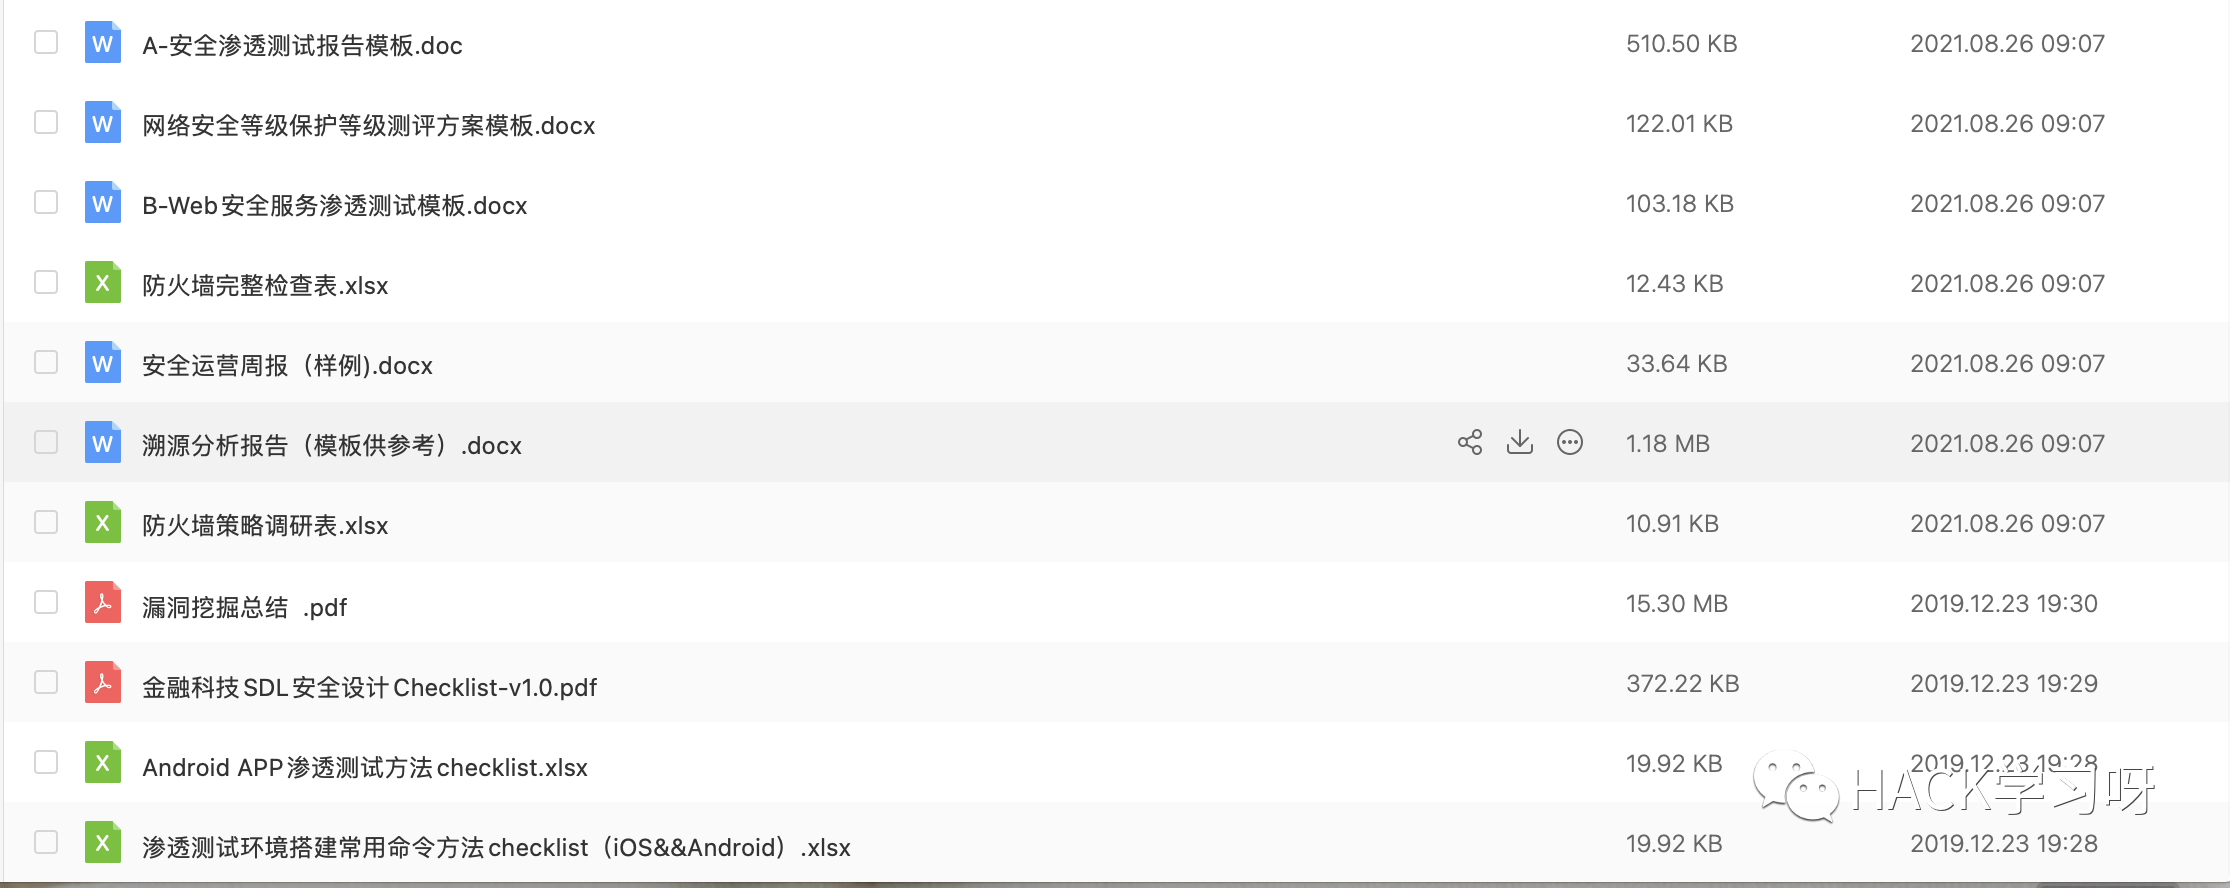 A-安全渗透测试报告模板.doc 510.50 KB 2021.08.26 09:07
网络安全等级保护等级测评方案模板.docx 122.01 KB 2021.08.26 09:07
B-Web安全服务渗透测试模板.docx 103.18 KB 2021.08.26 09:07
防火墙完整检查表.xlsx 12.43 KB 2021.08.26 09:07
安全运营周报（样例).docx 33.64 KB 2021.08.26 09:07
溯源分析报告（模板供参考）.docx 1.18 MB 2021.08.26 09:07
防火墙策略调研表.xlsx 10.91 KB 2021.08.26 09:07
漏洞挖掘总结 .pdf 15.30 MB 2019.12.23 19:30
金融科技SDL安全设计Checklist-v1.0.pdf 372.22 KB 2019.12.23 19:29
Android APP渗透测试方法checklist.xlsx 19.92 KB 2019.12.23 19:28
HACK学习呀
渗透测试环境搭建常用命令方法checklist（iOS&&Android）.xlsx 19.92 KB 2019.12.23 19:28